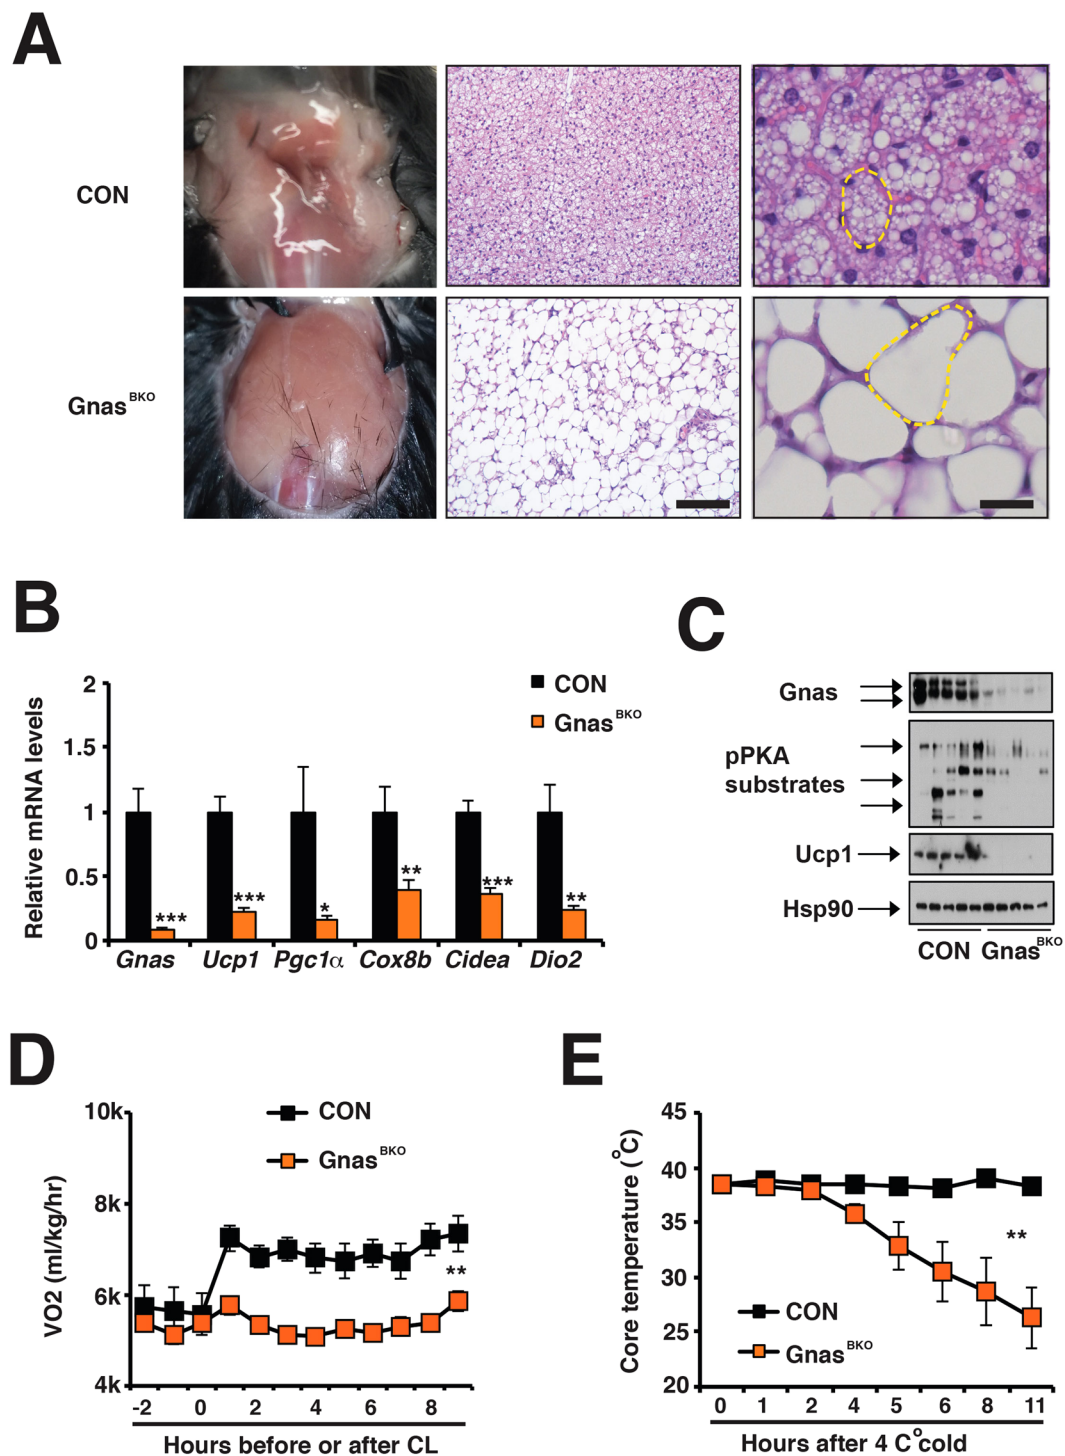 A
CON
Gnas BKO
B
Relative mRNA levels
2
1.5
1
0.5
0
CON
Gnas BKO
***
***
*
**
***
**
Gnas Ucp1 Pgc1α Cox8b Cidea Dio2
C
Gnas
pPKA
substrates
Ucp1
Hsp90
CON Gnas BKO
D
VO2 (ml/kg/hr)
10k
8k
6k
4k
CON
Gnas BKO
**
-2 0 2 4 6 8
Hours before or after CL
E
Core temperature (°C)
45
40
35
30
25
20
**
CON
Gnas BKO
0 1 2 4 5 6 8 11
Hours after 4 C°cold